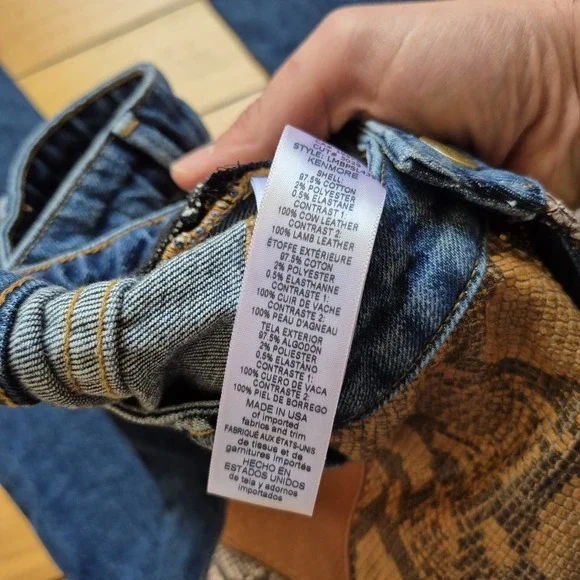 KENMORE
SHELL
97.5% COTTON
2% POLYESTER
0.5% ELASTANE
CONTRAST 1:
100% COW LEATHER
CONTRAST 2:
100% LAMB LEATHER
ÉTOFFE EXTÉRIEURE
97.5% COTON
2% POLYESTER
0.5% ELASTHANNE
CONTRASTE 1:
100% CUIR DE VACHE
CONTRASTE 2:
100% PEAU D'AGNEAU
TELA EXTERIOR
97.5% ALGODÓN
2% POLIÉSTER
0.5% ELASTANO
CONTRASTE 1:
100% CUERO DE VACA
CONTRASTE 2:
100% PIEL DE BORREGO
MADE IN USA
of imported
fabrics and trim
FABRIQUÉ AUX ÉTATS-UNIS
de tissus et de
garnitures importés
HECHO EN
ESTADOS UNIDOS
de tej y adornos
importados